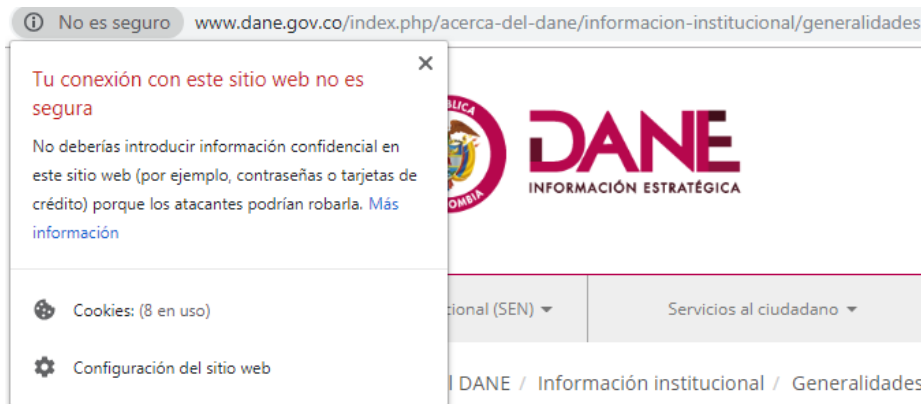 No es seguro www.dane.gov.co/index.php/acerca-del-dane/informacion-institucional/generalidades
Tu conexión con este sitio web no es
segura
No deberías introducir información confidencial en
este sitio web (por ejemplo, contraseñas o tarjetas de
crédito) porque los atacantes podrían robarla. Más
información
Cookies: (8 en uso)
Configuración del sitio web
DANE
INFORMACIÓN ESTRATÉGICA
cional (SEN)
Servicios al ciudadano
l DANE / Información institucional / Generalidades